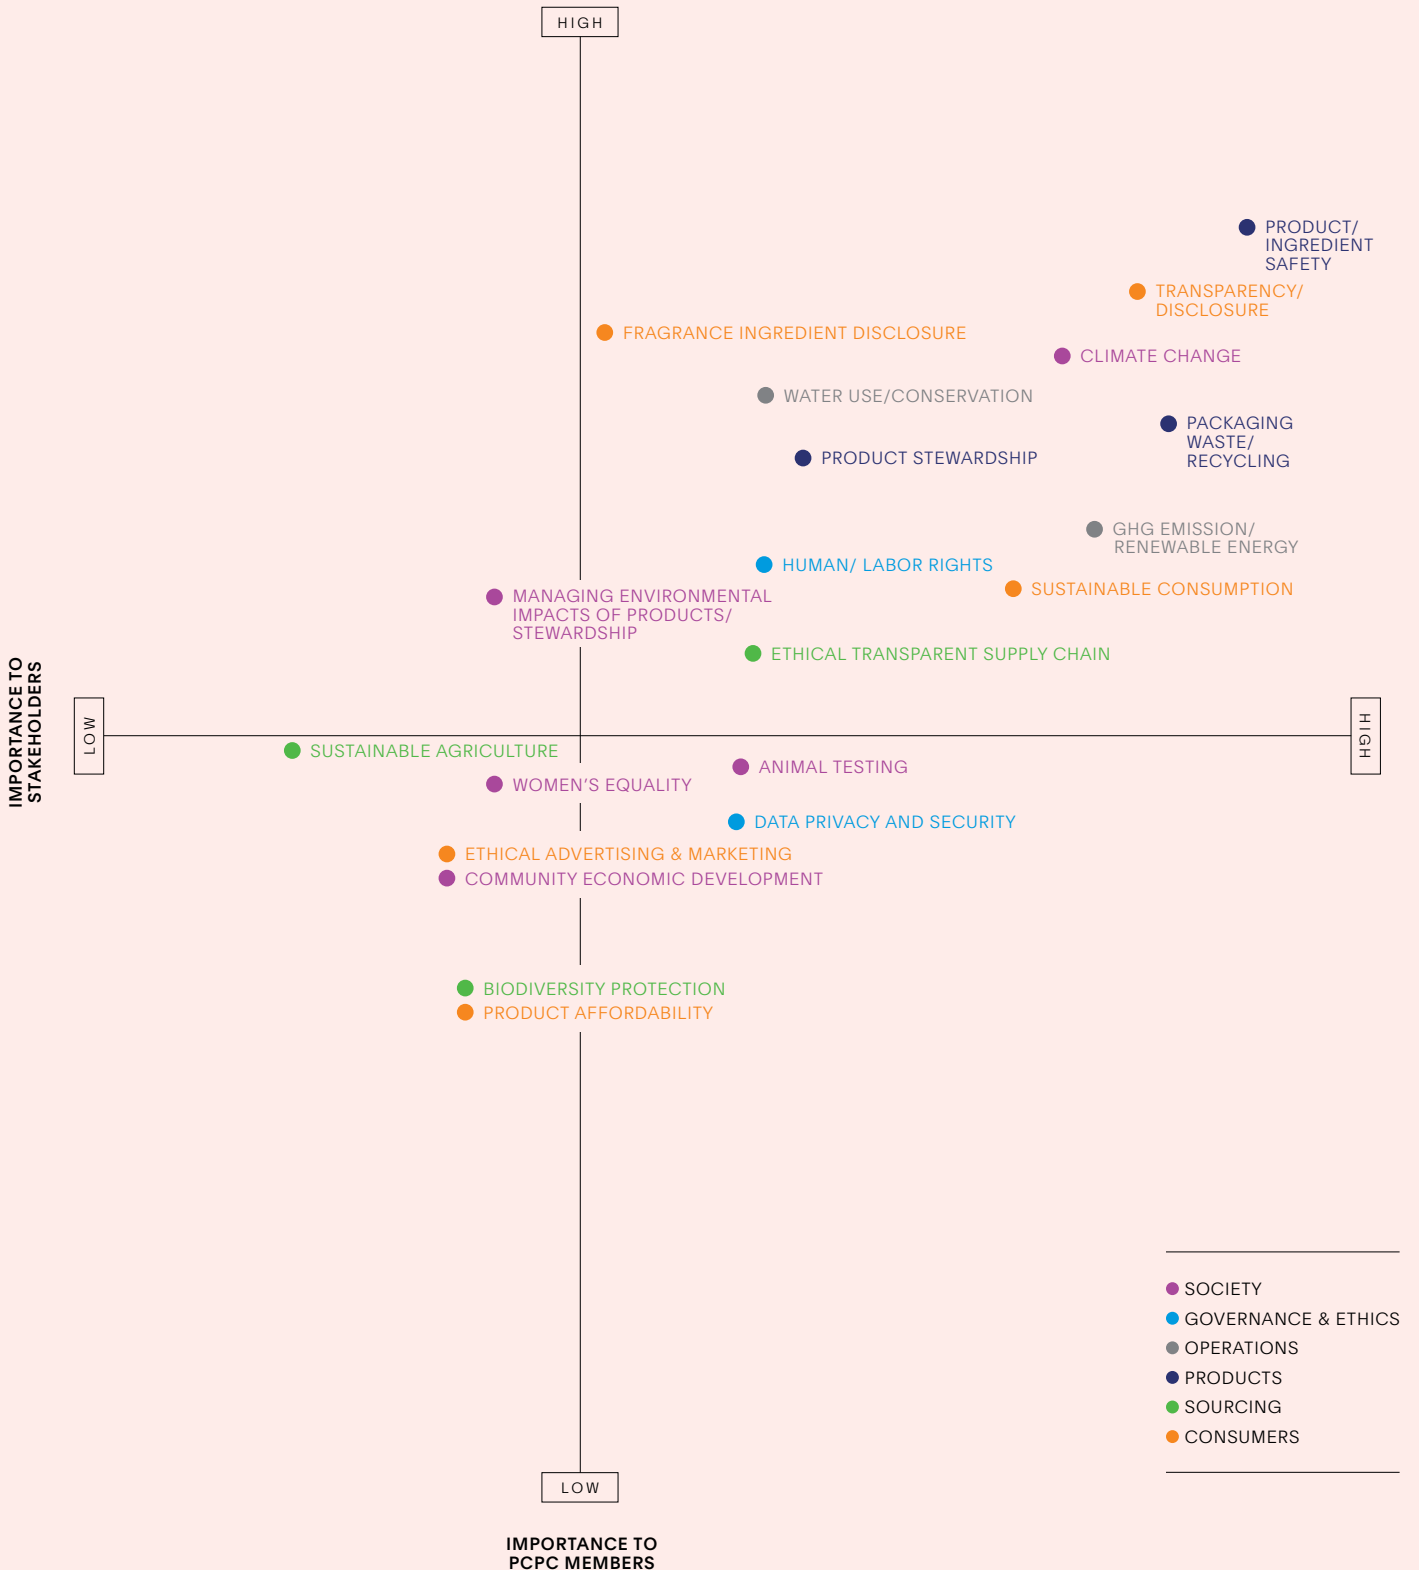 HIGH
PRODUCT/
INGREDIENT
SAFETY
TRANSPARENCY/
DISCLOSURE
FRAGRANCE INGREDIENT DISCLOSURE
CLIMATE CHANGE
WATER USE/CONSERVATION
PACKAGING
WASTE/
RECYCLING
PRODUCT STEWARDSHIP
GHG EMISSION/
RENEWABLE ENERGY
HUMAN/ LABOR RIGHTS
SUSTAINABLE CONSUMPTION
MANAGING ENVIRONMENTAL
IMPACTS OF PRODUCTS/
STEWARDSHIP
ETHICAL TRANSPARENT SUPPLY CHAIN
IMPORTANCE TO
STAKEHOLDERS
LOW
HIGH
SUSTAINABLE AGRICULTURE
ANIMAL TESTING
WOMEN’S EQUALITY
DATA PRIVACY AND SECURITY
ETHICAL ADVERTISING & MARKETING
COMMUNITY ECONOMIC DEVELOPMENT
BIODIVERSITY PROTECTION
PRODUCT AFFORDABILITY
SOCIETY
GOVERNANCE & ETHICS
OPERATIONS
PRODUCTS
SOURCING
CONSUMERS
LOW
IMPORTANCE TO
PCPC MEMBERS